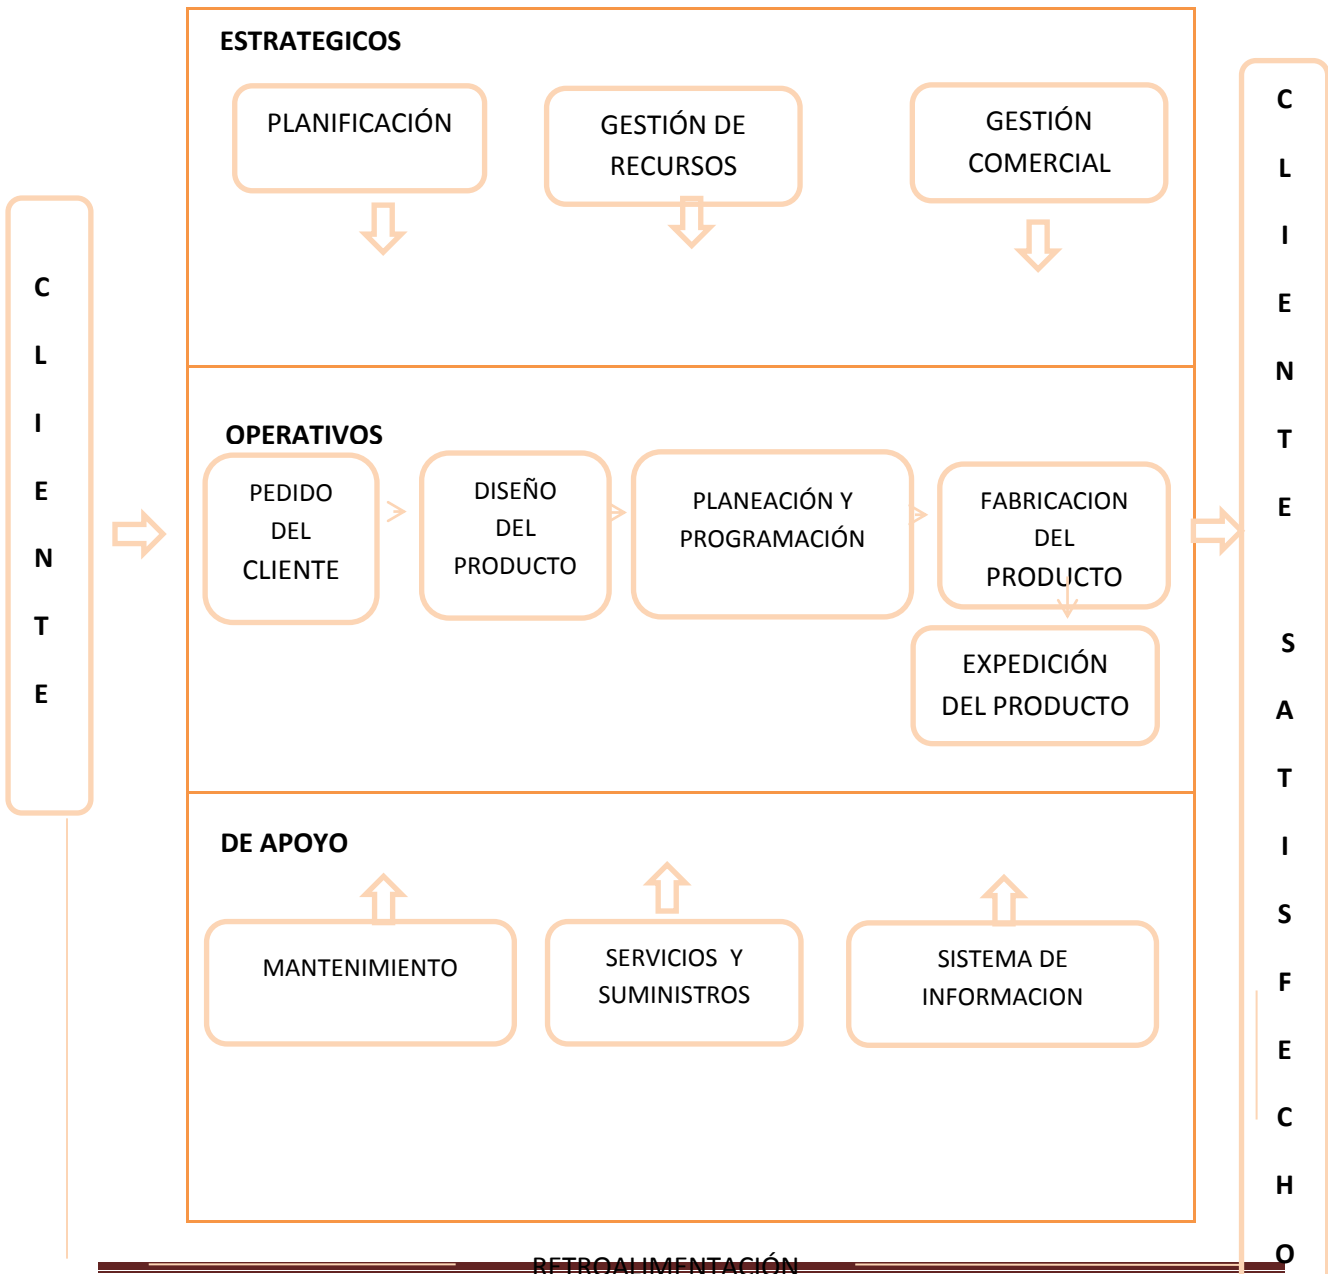 ESTRATEGICOS
PLANIFICACIÓN
GESTIÓN DE
RECURSOS
GESTIÓN
COMERCIAL
C
L
I
E
N
T
E
OPERATIVOS
PEDIDO
DEL
CLIENTE
DISEÑO
DEL
PRODUCTO
PLANEACIÓN Y
PROGRAMACIÓN
FABRICACION
DEL
PRODUCTO
EXPEDICIÓN
DEL PRODUCTO
DE APOYO
MANTENIMIENTO
SERVICIOS Y
SUMINISTROS
SISTEMA DE
INFORMACION
C
L
I
E
N
T
E
S
A
T
I
S
F
E
C
H
O
RETROALIMENTACIÓN